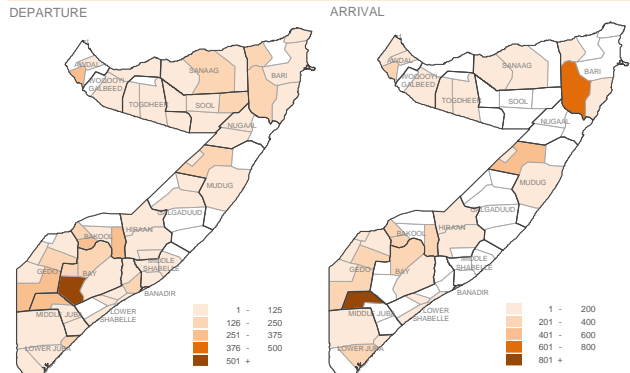 DEPARTURE
AWDAL
WOQOOYI
GALBEED
TOGDHEER
SANAAG
SOOL
BARI
NUGAAL
MUDUG
GALGADUUD
HIRAAN
BAKOOL
GEDO
BAY
MIDDLE
SHABELLE
BANADIR
LOWER
SHABELLE
MIDDLE JUBA
LOWER JUBA
1 - 125
126 - 250
251 - 375
376 - 500
501 +
ARRIVAL
AWDAL
WOQOOYI
GALBEED
TOGDHEER
SANAAG
SOOL
BARI
NUGAAL
MUDUG
GALGADUUD
HIRAAN
BAKOOL
GEDO
BAY
MIDDLE
SHABELLE
BANADIR
LOWER
SHABELLE
MIDDLE JUBA
LOWER JUBA
1 - 200
201 - 400
401 - 600
601 - 800
801 +